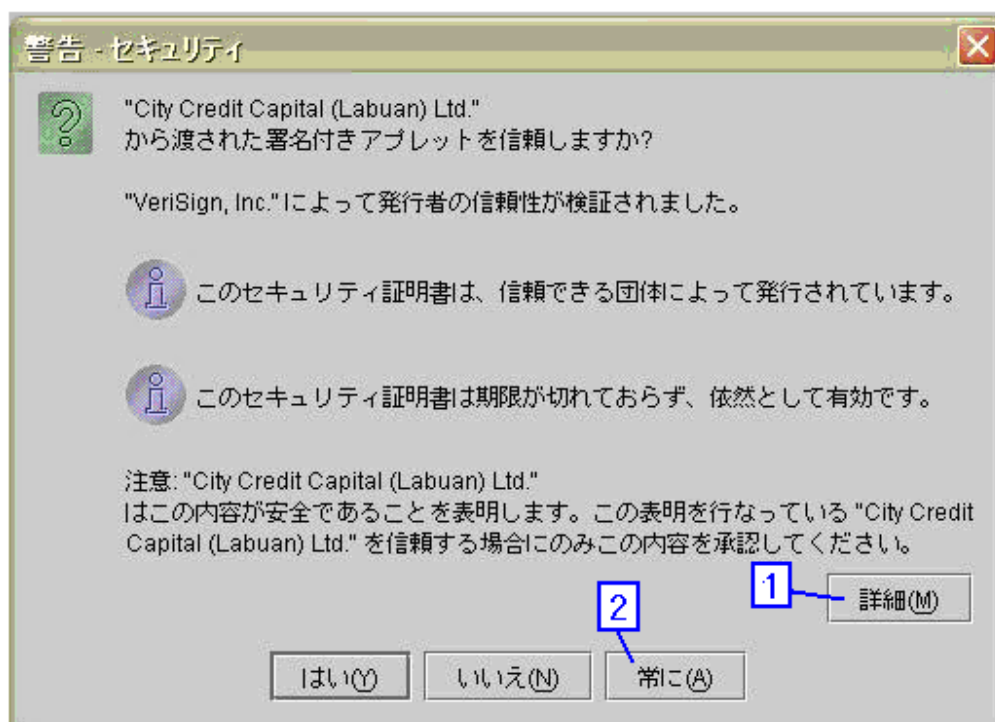 警告 - セキュリティ
"City Credit Capital (Labuan) Ltd."
から渡された署名付きアプレットを信頼しますか?
"VeriSign, Inc."によって発行者の信頼性が検証されました。
このセキュリティ証明書は、信頼できる団体によって発行されています。
このセキュリティ証明書は期限が切れておらず、依然として有効です。
注意: "City Credit Capital (Labuan) Ltd."
はこの内容が安全であることを表明します。この表明を行なっている "City Credit
Capital (Labuan) Ltd." を信頼する場合にのみこの内容を承認してください。
1
詳細(M)
2
はい(Y)
いいえ(N)
常に(A)